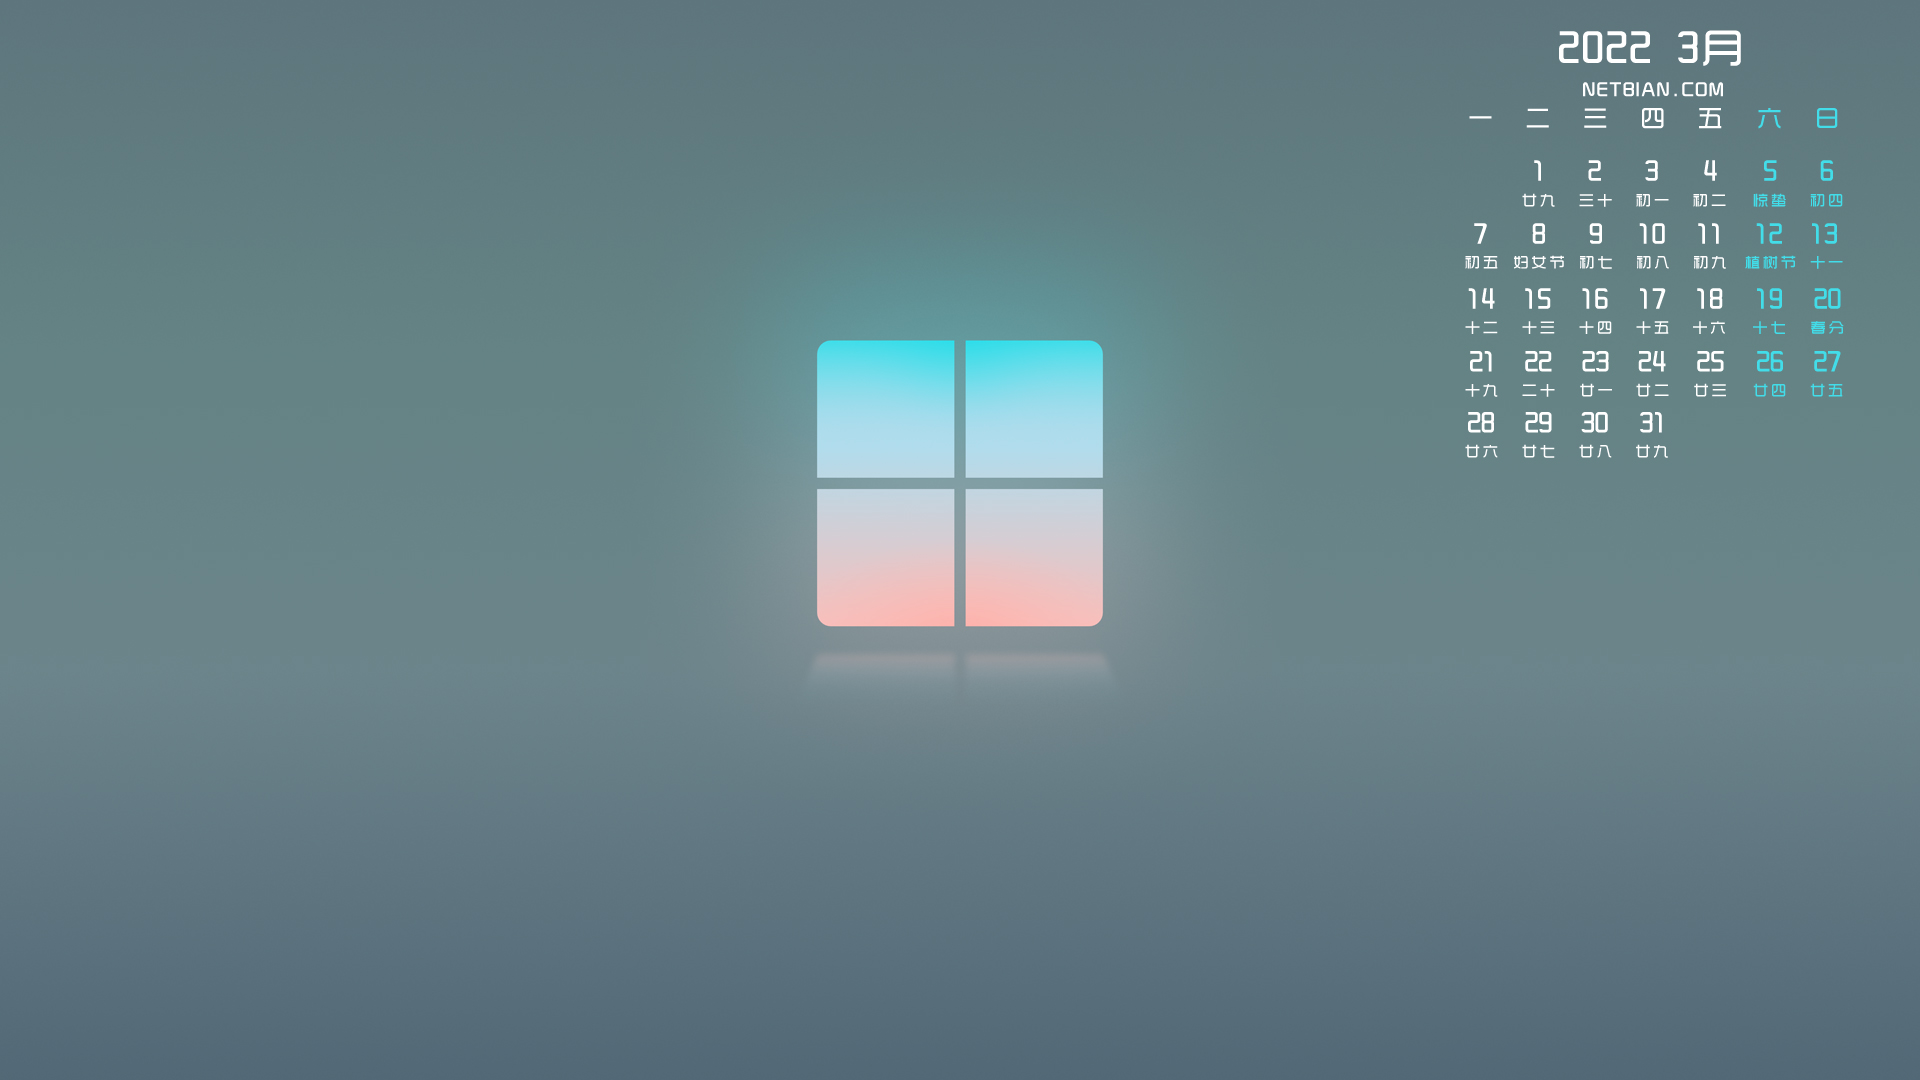 2022 3月
NETBIAN.COM
一 二 三 四 五 六 日
1 2 3 4 5 6
廿九 三十 初一 初二 惊蛰 初四
7 8 9 10 11 12 13
初五 妇女节 初七 初八 初九 植树节 十一
14 15 16 17 18 19 20
十二 十三 十四 十五 十六 十七 春分
21 22 23 24 25 26 27
十九 二十 廿一 廿二 廿三 廿四 廿五
28 29 30 31
廿六 廿七 廿八 廿九